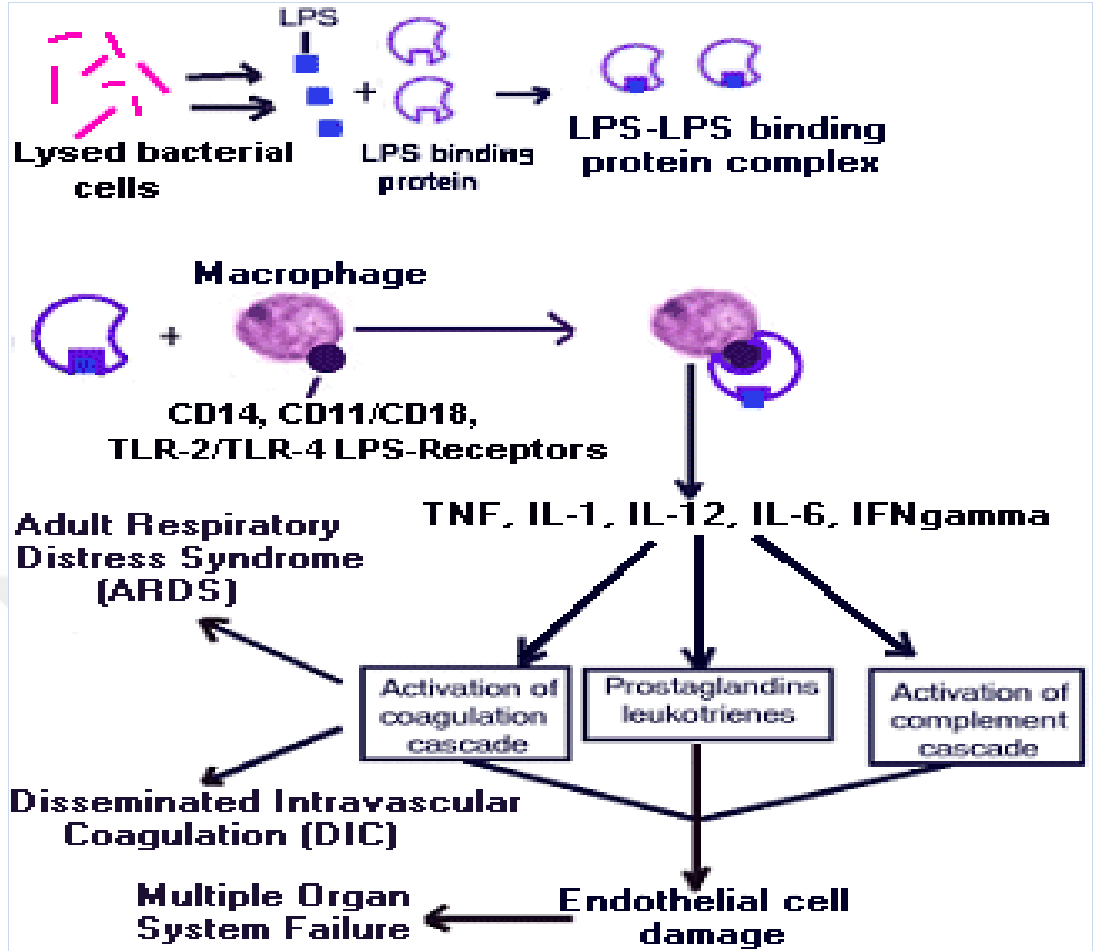 LPS
+
Lysed bacterial
cells
LPS binding
protein
LPS-LPS binding
protein complex
Macrophage
+
CD14, CD11/CD18,
TLR-2/TLR-4 LPS-Receptors
TNF, IL-1, IL-12, IL-6, IFNgamma
Adult Respiratory
Distress Syndrome
(ARDS)
Activation of
coagulation
cascade
Prostaglandins
leukotrienes
Activation of
complement
cascade
Disseminated Intravascular
Coagulation (DIC)
Multiple Organ
System Failure
Endothelial cell
damage